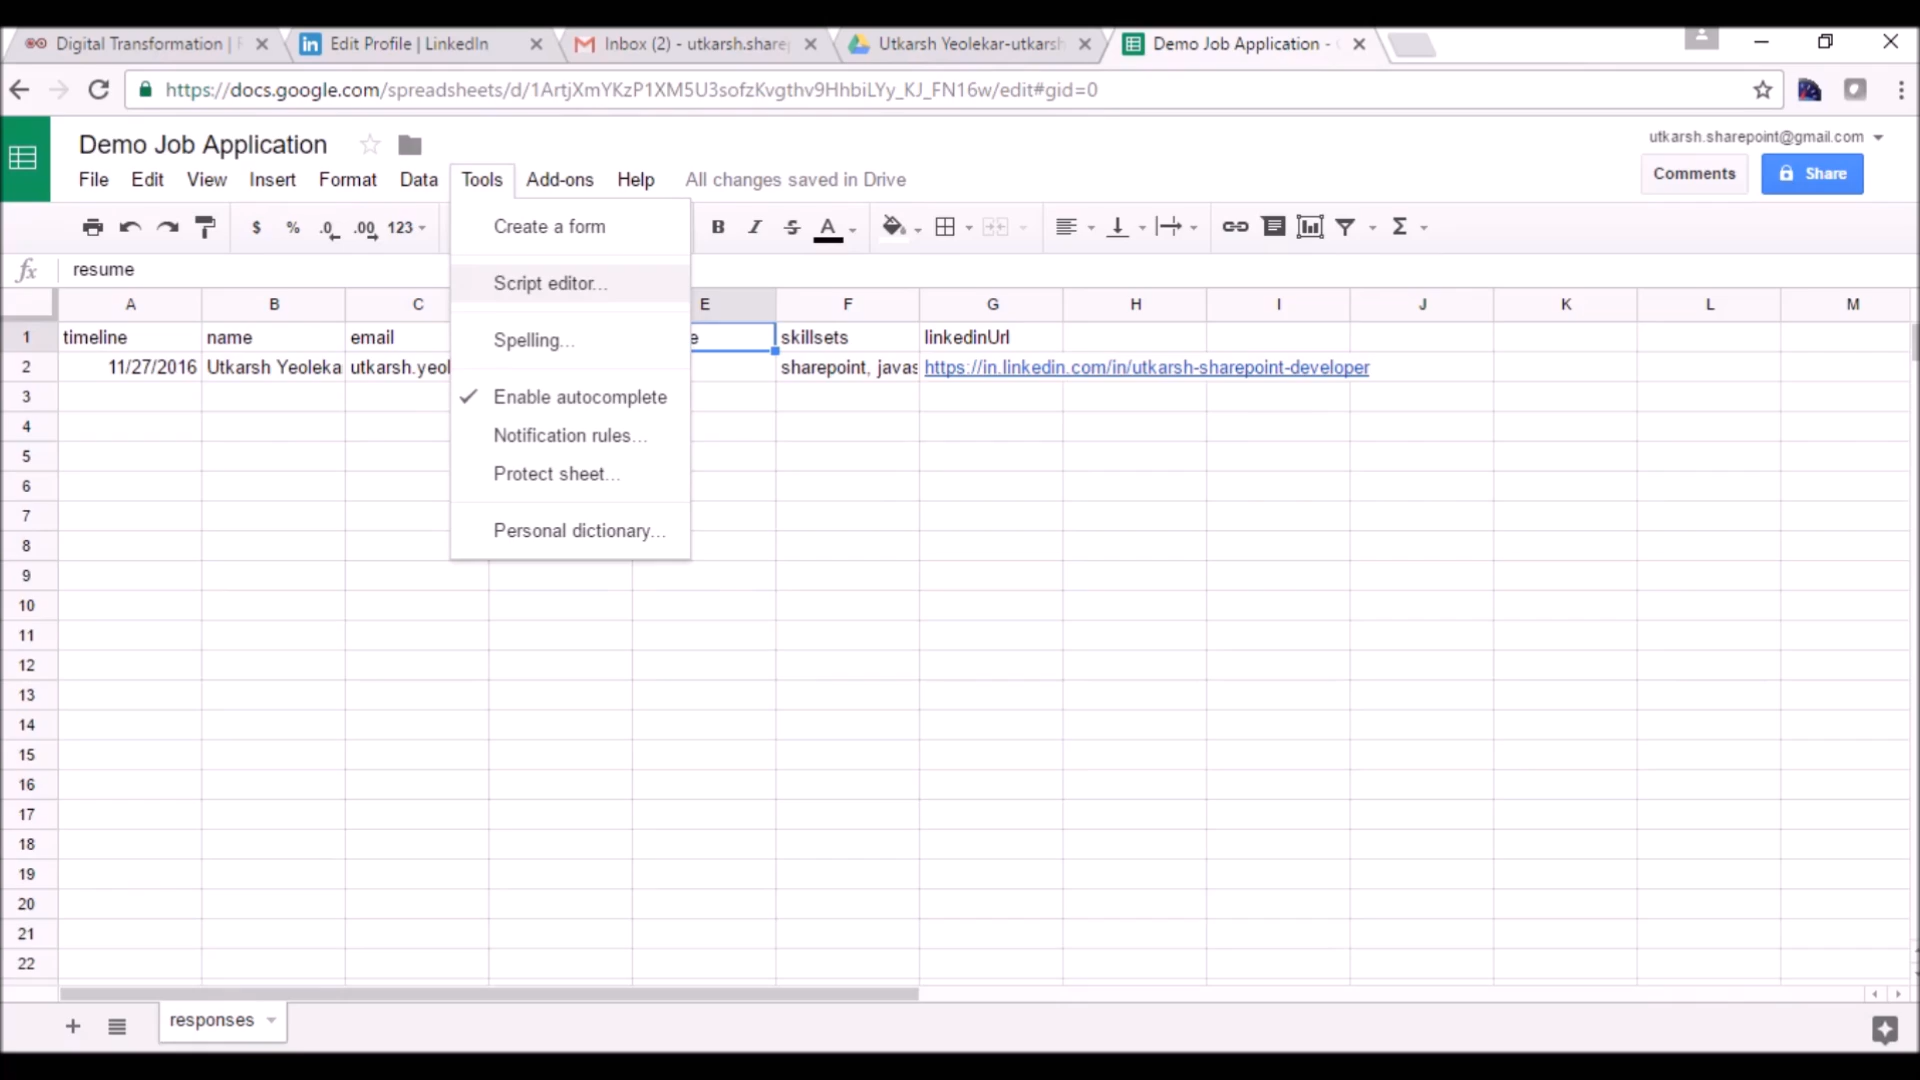 Digital Transformation |
Edit Profile | LinkedIn
Inbox (2) - utkarsh.share
Utkarsh Yeolekar-utkarsh
Demo Job Application -
https://docs.google.com/spreadsheets/d/1ArtjXmYKzP1XM5U3sofzKvgthv9HhbiLYy_KJ_FN16w/edit#gid=0
Demo Job Application
utkarsh.sharepoint@gmail.com
File Edit View Insert Format Data Tools Add-ons Help All changes saved in Drive
Comments
Share
$ % .0 .00 123
B I S A Σ
Create a form
Script editor...
Spelling...
Enable autocomplete
Notification rules...
Protect sheet...
Personal dictionary...
fx resume
A B C E F G H I J K L M
1 timeline name email e skillsets linkedinUrl
2 11/27/2016 Utkarsh Yeoleka utkarsh.yeol sharepoint, javas https://in.linkedin.com/in/utkarsh-sharepoint-developer
3
4
5
6
7
8
9
10
11
12
13
14
15
16
17
18
19
20
21
22
responses